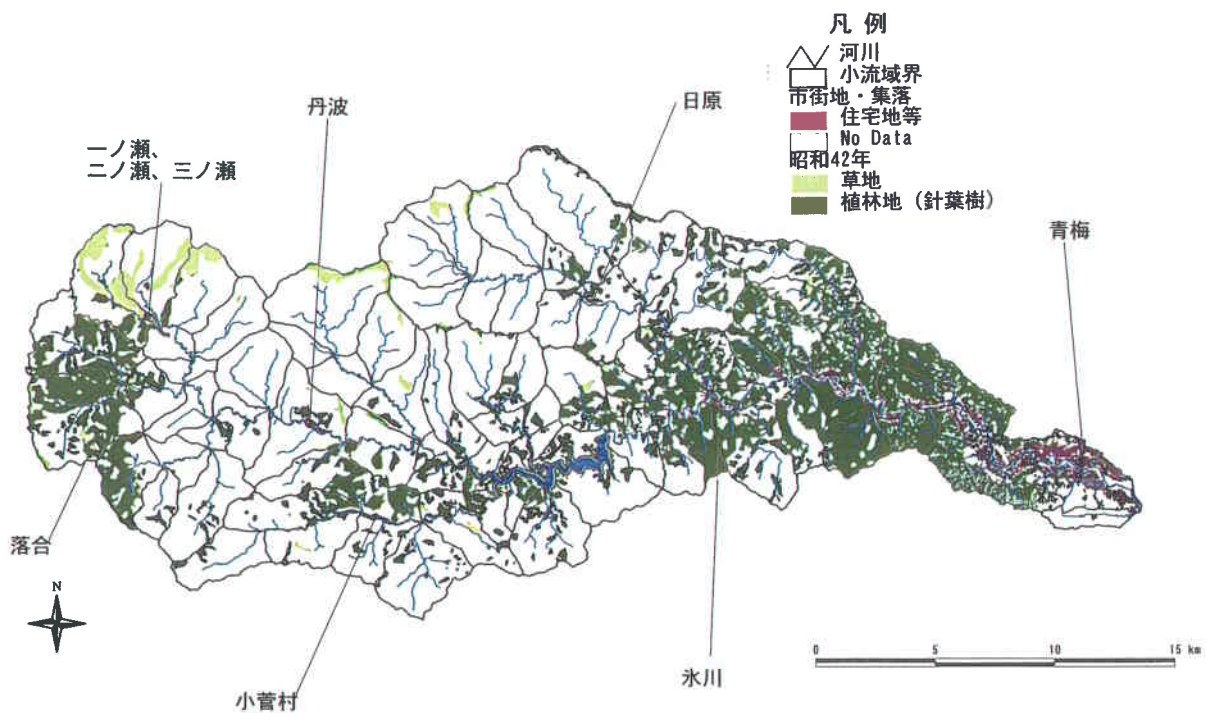 凡 例
河川
小流域界
市街地・集落
住宅地等
No Data
昭和42年
草地
植林地（針葉樹）
丹波
日原
一ノ瀬、
二ノ瀬、三ノ瀬
青梅
落合
N
小菅村
氷川
0 5 10 15 km